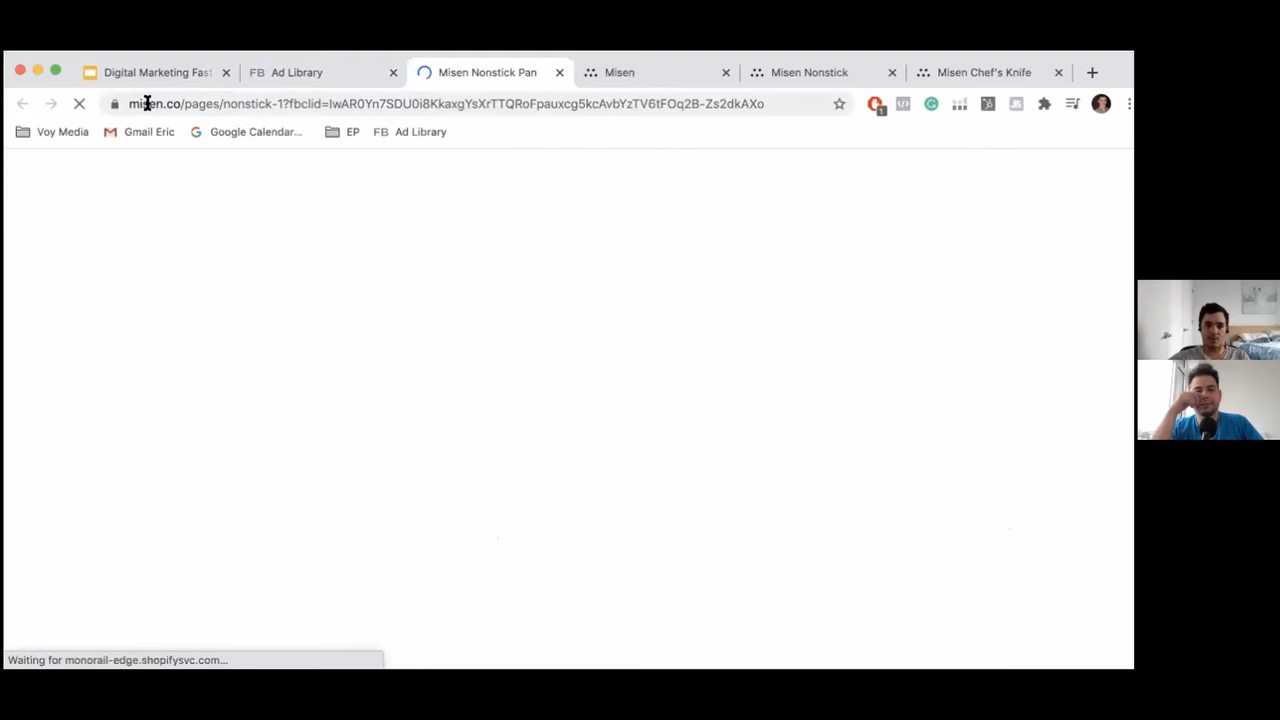 Digital Marketing Fast
FB Ad Library
Misen Nonstick Pan
Misen
Misen Nonstick
Misen Chef's Knife
misen.co/pages/nonstick-1?fbclid=IwAR0Yn7SDU0i8KkaxgYsXrTTQRoFpauxcg5kcAvbYzTV6tFOq2B-Zs2dkAXo
1
Voy Media
Gmail Eric
Google Calendar...
EP
FB Ad Library
Waiting for monorail-edge.shopifysvc.com...